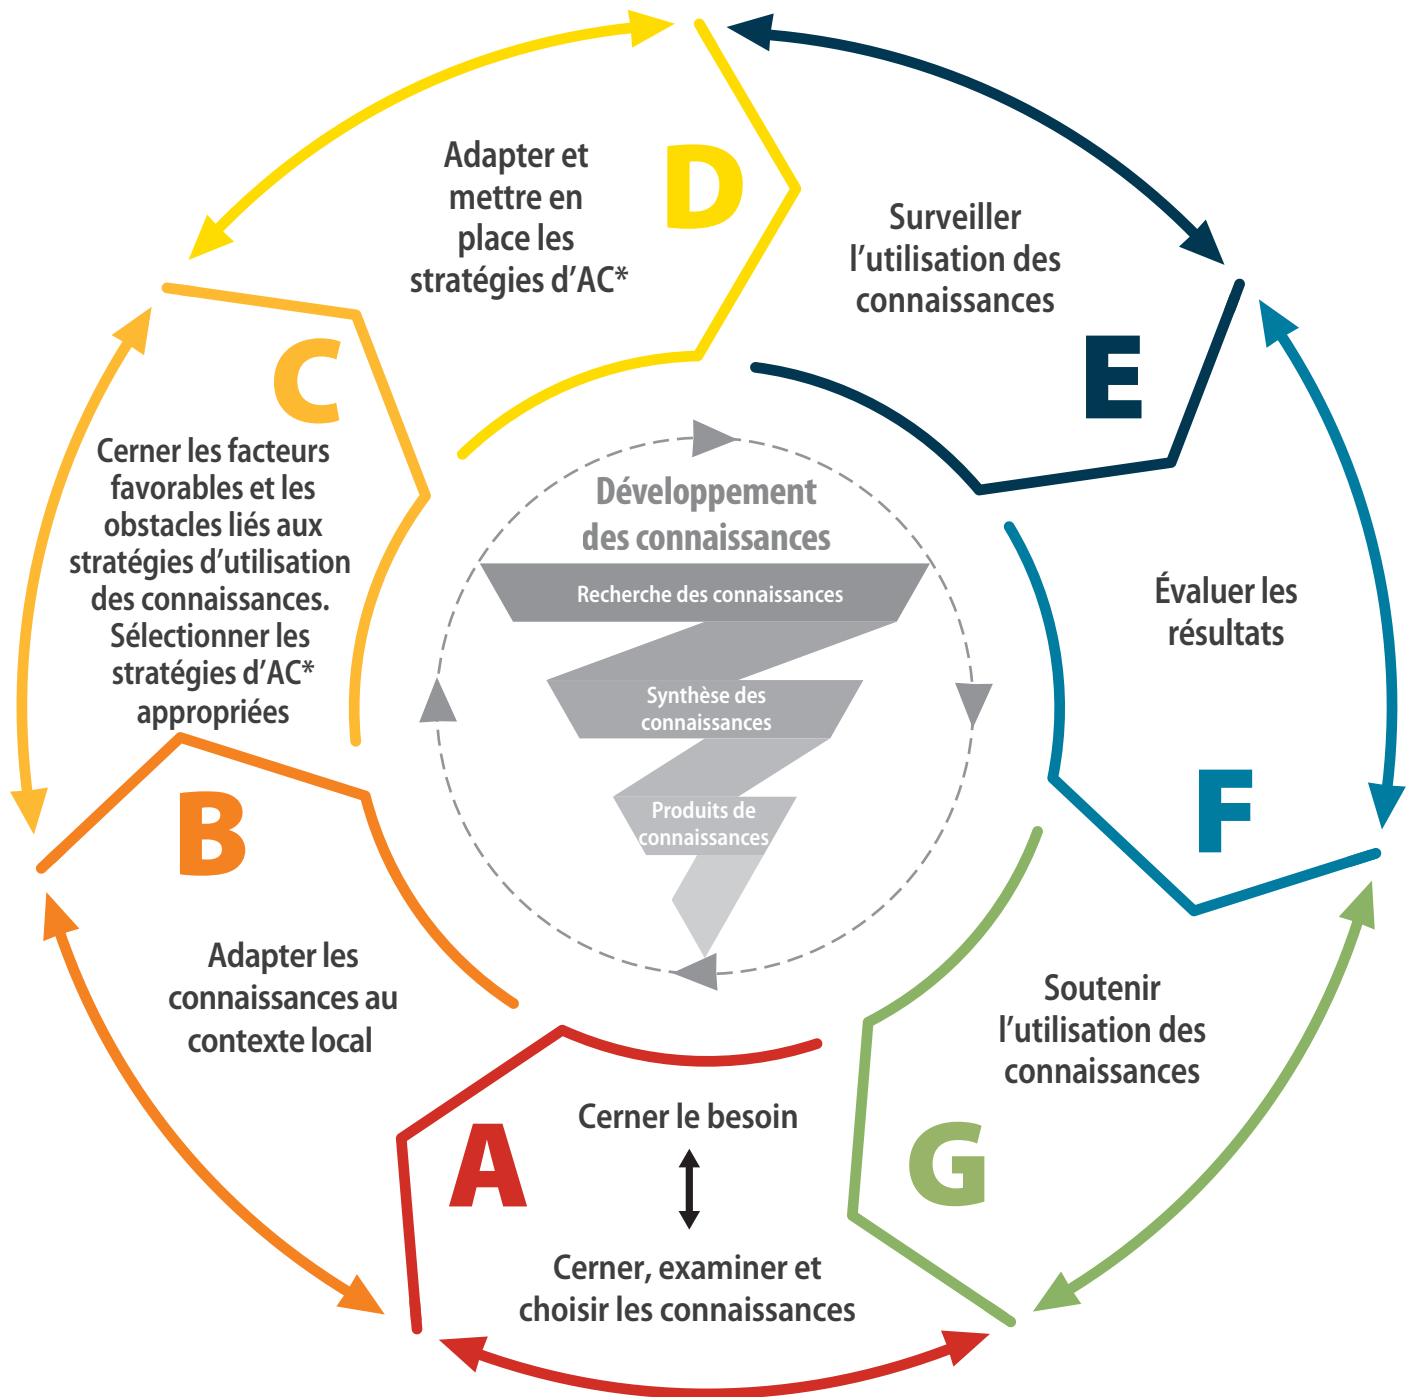 D
Adapter et
mettre en
place les
stratégies d’AC*
Surveiller
l’utilisation des
connaissances
E
C
Cerner les facteurs
favorables et les
obstacles liés aux
stratégies d’utilisation
des connaissances.
Sélectionner les
stratégies d’AC*
appropriées
Développement
des connaissances
Recherche des connaissances
Synthèse des
connaissances
Produits de
connaissances
Évaluer les
résultats
F
B
Adapter les
connaissances au
contexte local
A
Cerner le besoin
Cerner, examiner et
choisir les connaissances
Soutenir
l’utilisation des
connaissances
G